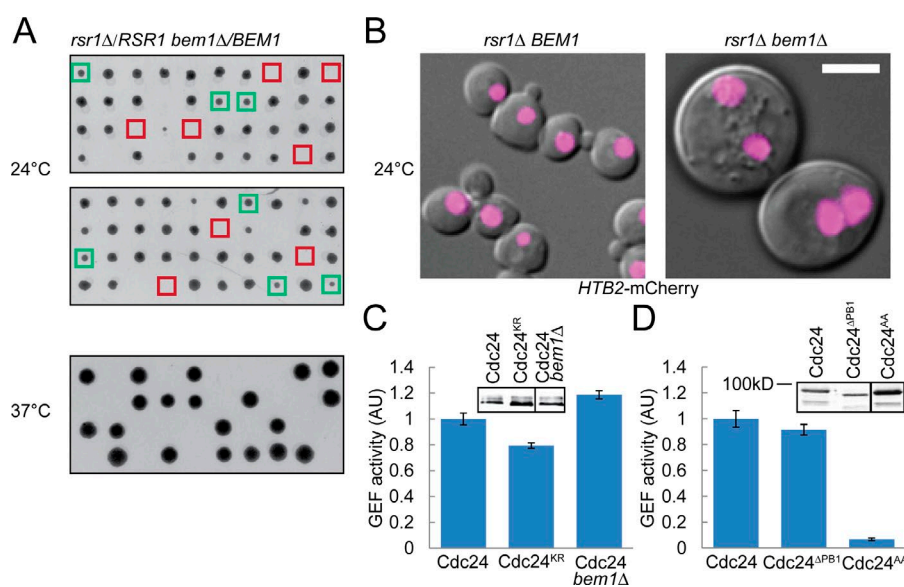 A
rsr1Δ/RSR1 bem1Δ/BEM1
24°C
37°C
B
rsr1Δ BEM1
rsr1Δ bem1Δ
24°C
HTB2-mCherry
C
Cdc24
Cdc24ᴷᴿ
Cdc24
bem1Δ
1.4
1.2
1
0.8
0.6
0.4
0.2
0
GEF activity (AU)
Cdc24
Cdc24ᴷᴿ
Cdc24
bem1Δ
D
Cdc24
Cdc24ᐞᴾᴮ¹
Cdc24ᴬᴬ
100kD
1.4
1.2
1
0.8
0.6
0.4
0.2
0
GEF activity (AU)
Cdc24
Cdc24ᐞᴾᴮ¹
Cdc24ᴬᴬ